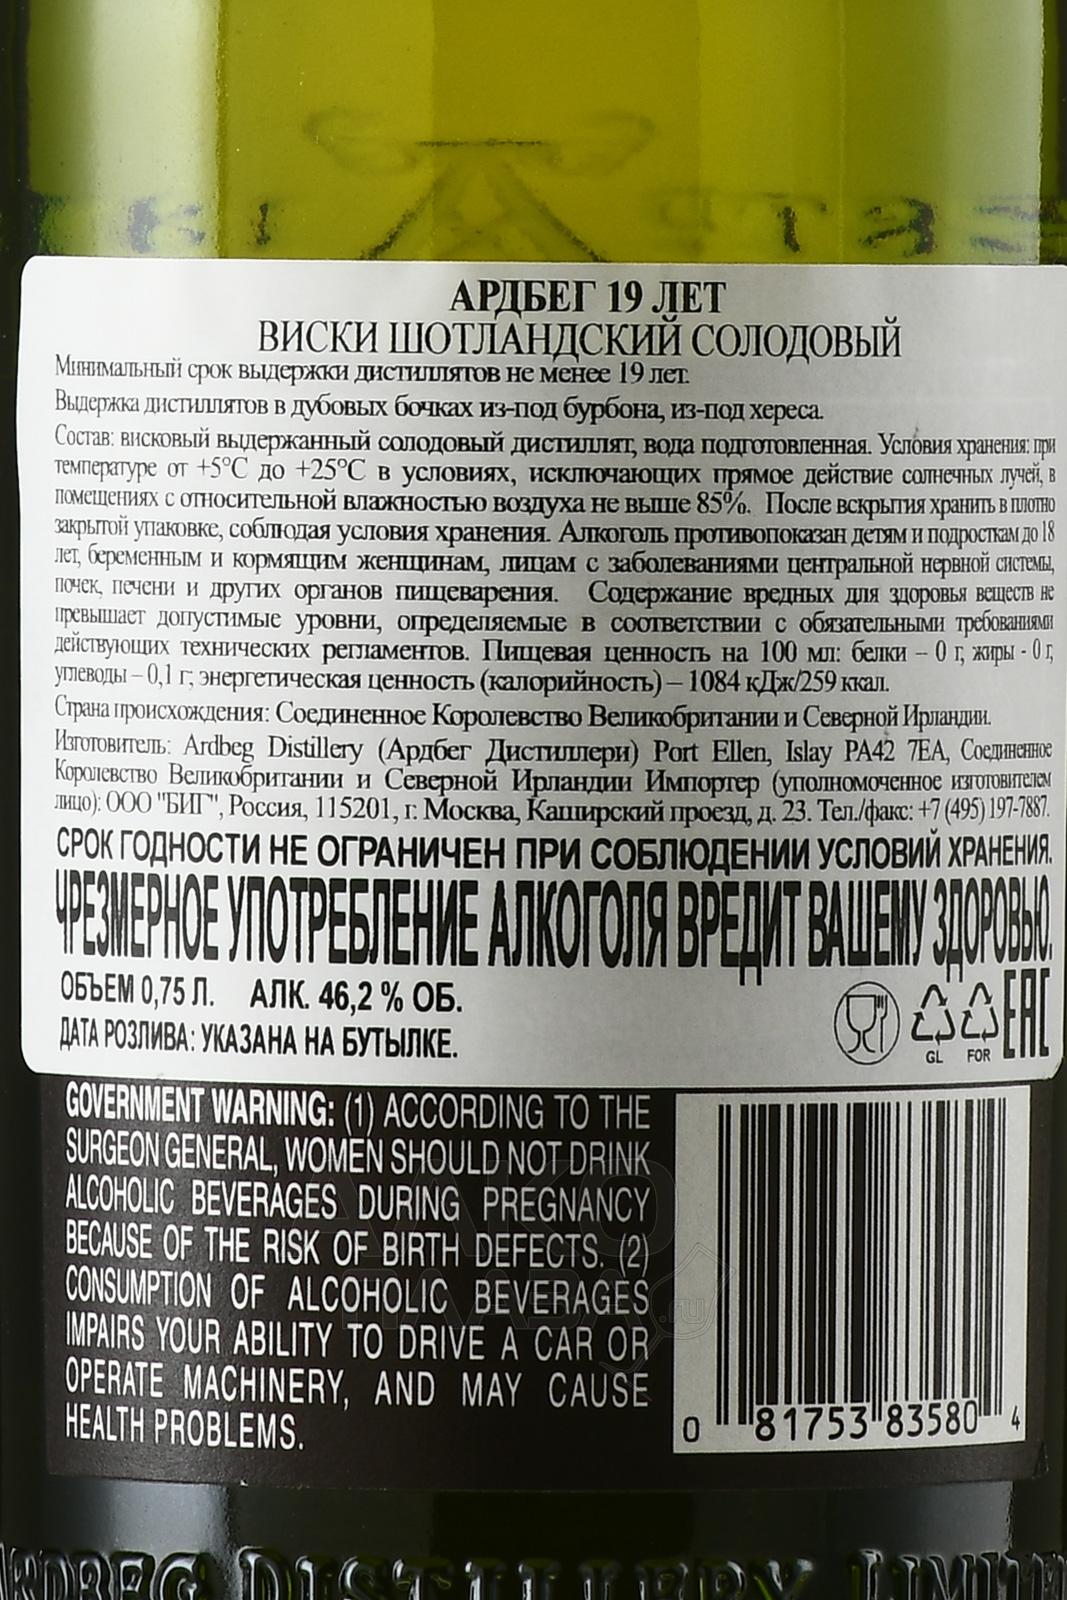 АРДБЕГ 19 ЛЕТ
ВИСКИ ШОТЛАНДСКИЙ СОЛОДОВЫЙ
Минимальный срок выдержки дистиллятов не менее 19 лет.
Выдержка дистиллятов в дубовых бочках из-под бурбона, из-под хереса.
Состав: висковый выдержанный солодовый дистиллят, вода подготовленная. Условия хранения: при
температуре от +5°C до +25°C в условиях, исключающих прямое действие солнечных лучей, в
помещениях с относительной влажностью воздуха не выше 85%. После вскрытия хранить в плотно
закрытой упаковке, соблюдая условия хранения. Алкоголь противопоказан детям и подросткам до 18
лет, беременным и кормящим женщинам, лицам с заболеваниями центральной нервной системы,
почек, печени и других органов пищеварения. Содержание вредных для здоровья веществ не
превышает допустимые уровни, определяемые в соответствии с обязательными требованиями
действующих технических регламентов. Пищевая ценность на 100 мл: белки – 0 г, жиры - 0 г,
углеводы – 0,1 г; энергетическая ценность (калорийность) – 1084 кДж/259 ккал.
Страна происхождения: Соединенное Королевство Великобритании и Северной Ирландии.
Изготовитель: Ardbeg Distillery (Ардбег Дистиллери) Port Ellen, Islay PA42 7EA, Соединенное
Королевство Великобритании и Северной Ирландии Импортер (уполномоченное изготовителем
лицо): ООО "БИГ", Россия, 115201, г. Москва, Каширский проезд, д. 23. Тел./факс: +7 (495) 197-7887.
СРОК ГОДНОСТИ НЕ ОГРАНИЧЕН ПРИ СОБЛЮДЕНИИ УСЛОВИЙ ХРАНЕНИЯ.
ЧРЕЗМЕРНОЕ УПОТРЕБЛЕНИЕ АЛКОГОЛЯ ВРЕДИТ ВАШЕМУ ЗДОРОВЬЮ.
ОБЪЕМ 0,75 Л. АЛК. 46,2 % ОБ.
ДАТА РОЗЛИВА: УКАЗАНА НА БУТЫЛКЕ.
GL FOR EAC
GOVERNMENT WARNING: (1) ACCORDING TO THE
SURGEON GENERAL, WOMEN SHOULD NOT DRINK
ALCOHOLIC BEVERAGES DURING PREGNANCY
BECAUSE OF THE RISK OF BIRTH DEFECTS. (2)
CONSUMPTION OF ALCOHOLIC BEVERAGES
IMPAIRS YOUR ABILITY TO DRIVE A CAR OR
OPERATE MACHINERY, AND MAY CAUSE
HEALTH PROBLEMS.
0 81753 83580 4
ARDBEG DISTILLERY LIMITE